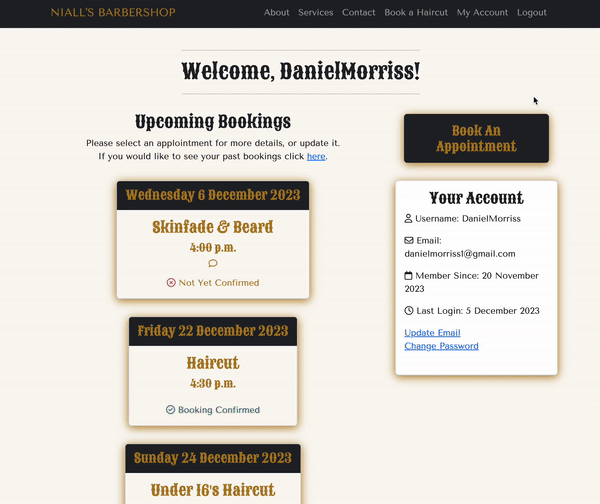 NIALL'S BARBERSHOP
About Services Contact Book a Haircut My Account Logout
Welcome, DanielMorriss!
Upcoming Bookings
Please select an applointment for more details, or update it.
If you would like to see your past bookings click here.
Wednesday 6 December 2023
Skinfade & Beard
4:00 p.m.
Not Yet Confirmed
Friday 22 December 2023
Haircut
4:30 p.m.
Booking Confirmed
Sunday 24 December 2023
Under 16's Haircut
Book An
Appointment
Your Account
Username: DanielMorriss
Email:
danielmorriss1@gmail.com
Member Since: 20 November
2023
Last Login: 5 December 2023
Update Email
Change Password